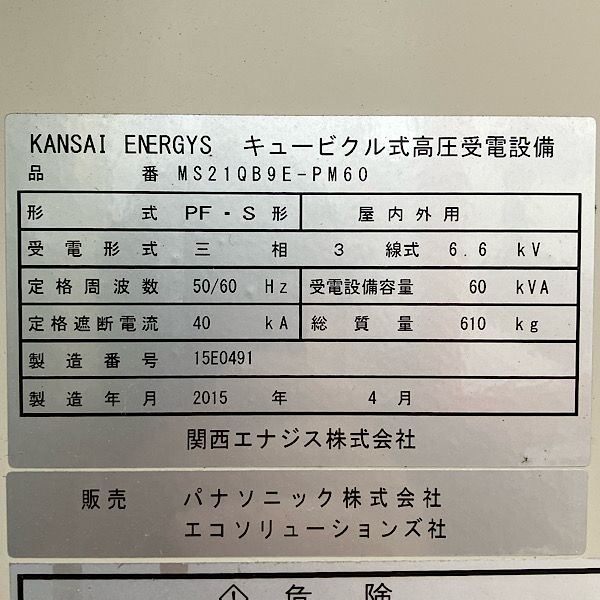 KANSAI ENERGYS キュービクル式高圧受電設備
品番 MS21QB9E-PM60
形式 PF・S形 屋内外用
受電形式 三相 3線式 6.6 kV
定格周波数 50/60 Hz 受電設備容量 60 kVA
定格遮断電流 40 kA 総質量 610 kg
製造番号 15E0491
製造年月 2015年 4月
関西エナジス株式会社
販売 パナソニック株式会社
エコソリューションズ社
⚠危険